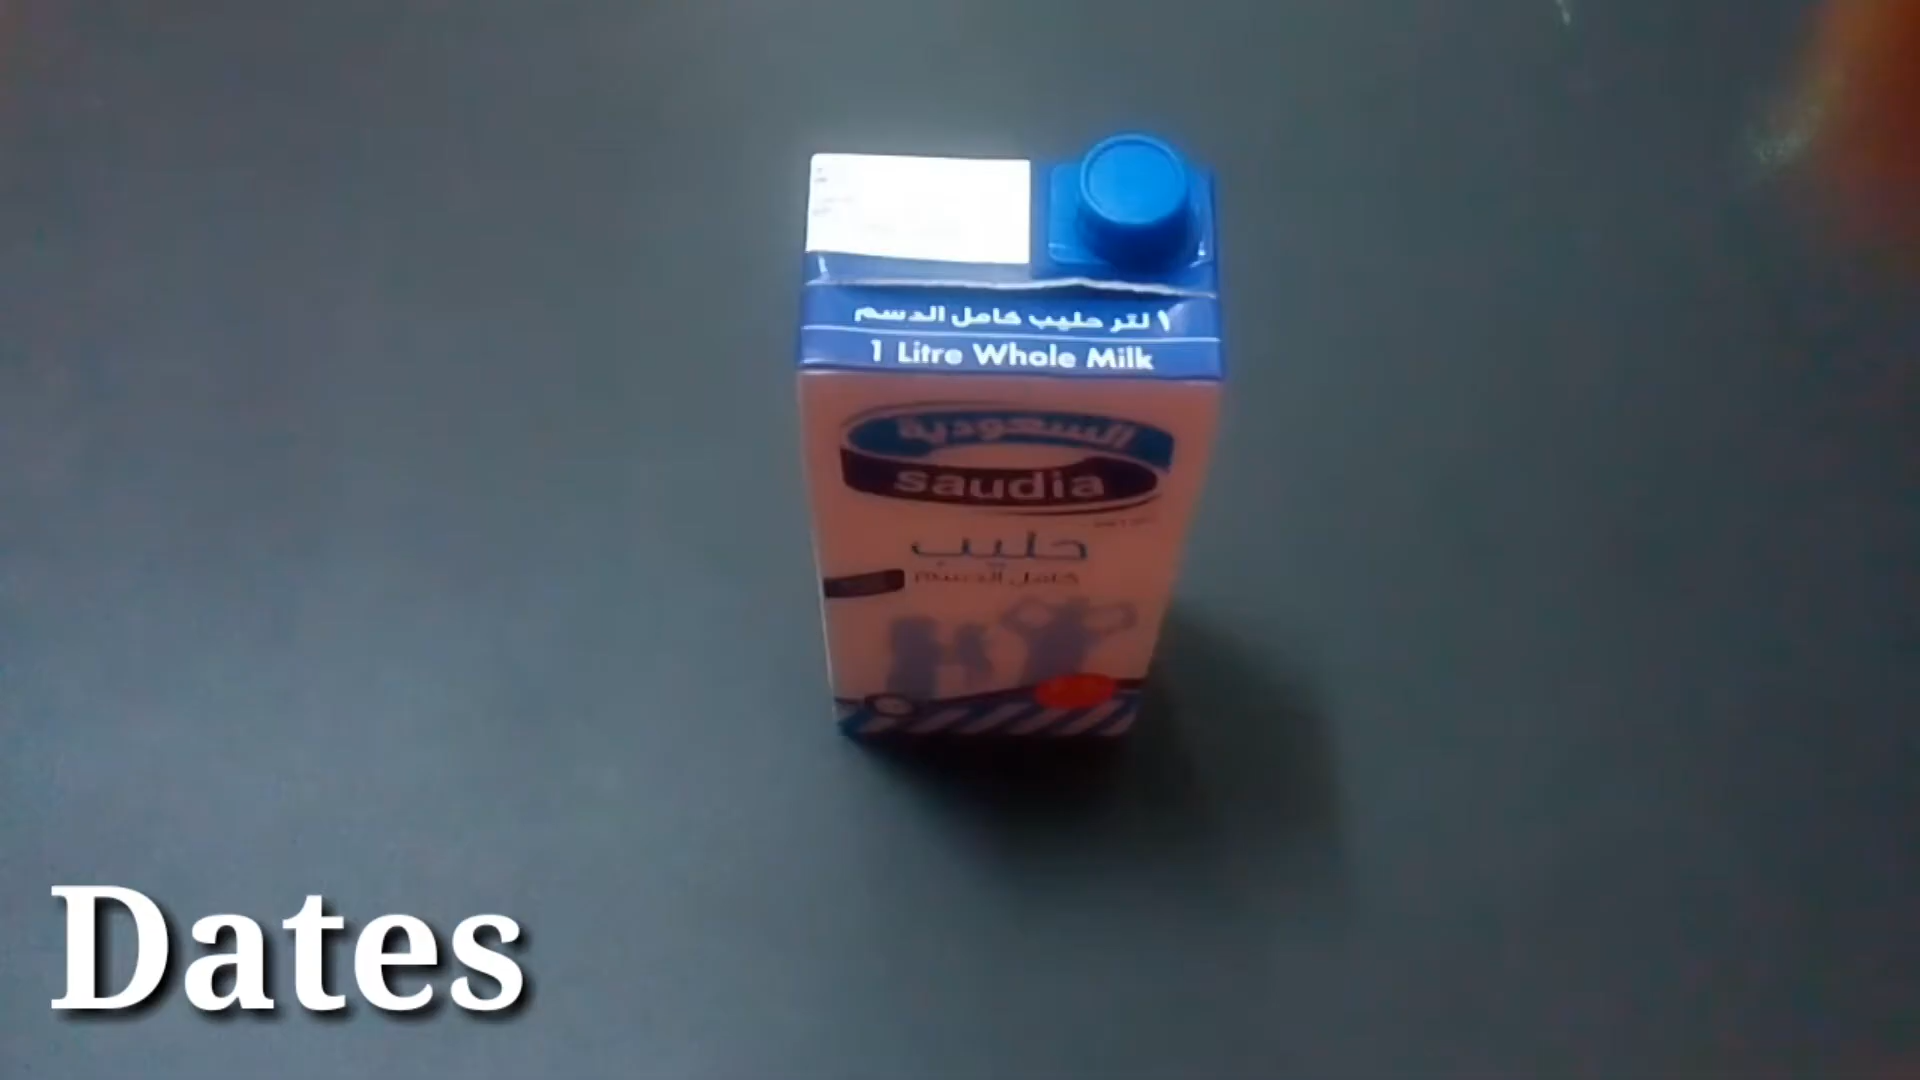 ١ لتر حليب كامل الدسم
1 Litre Whole Milk
السعودية
saudia
حليب
كامل الدسم
Dates